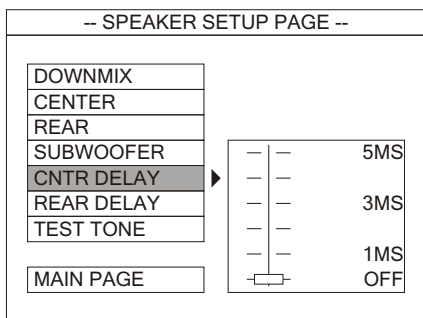 -- SPEAKER SETUP PAGE --
DOWNMIX
CENTER
REAR
SUBWOOFER
CNTR DELAY
REAR DELAY
TEST TONE
MAIN PAGE
5MS
3MS
1MS
OFF